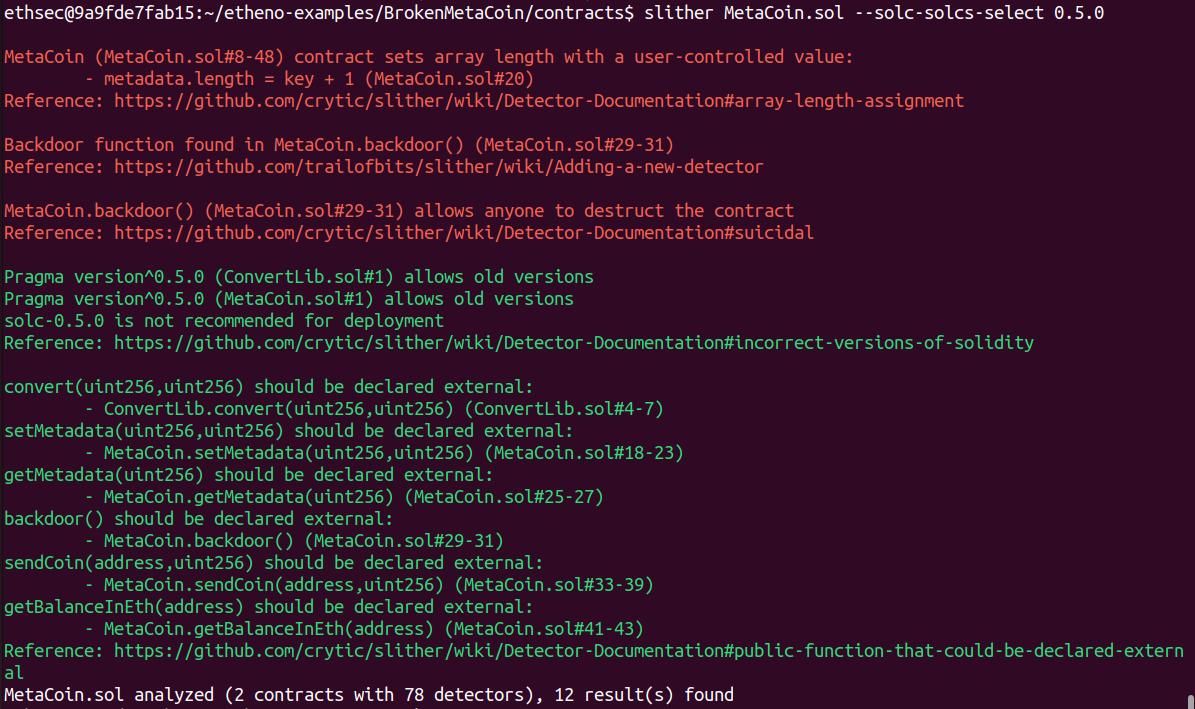 ethsec@9a9fde7fab15:~/etheno-examples/BrokenMetaCoin/contracts$ slither MetaCoin.sol --solc-solcs-select 0.5.0

MetaCoin (MetaCoin.sol#8-48) contract sets array length with a user-controlled value:
        - metadata.length = key + 1 (MetaCoin.sol#20)
Reference: https://github.com/crytic/slither/wiki/Detector-Documentation#array-length-assignment

Backdoor function found in MetaCoin.backdoor() (MetaCoin.sol#29-31)
Reference: https://github.com/trailofbits/slither/wiki/Adding-a-new-detector

MetaCoin.backdoor() (MetaCoin.sol#29-31) allows anyone to destruct the contract
Reference: https://github.com/crytic/slither/wiki/Detector-Documentation#suicidal

Pragma version^0.5.0 (ConvertLib.sol#1) allows old versions
Pragma version^0.5.0 (MetaCoin.sol#1) allows old versions
solc-0.5.0 is not recommended for deployment
Reference: https://github.com/crytic/slither/wiki/Detector-Documentation#incorrect-versions-of-solidity

convert(uint256,uint256) should be declared external:
        - ConvertLib.convert(uint256,uint256) (ConvertLib.sol#4-7)
setMetadata(uint256,uint256) should be declared external:
        - MetaCoin.setMetadata(uint256,uint256) (MetaCoin.sol#18-23)
getMetadata(uint256) should be declared external:
        - MetaCoin.getMetadata(uint256) (MetaCoin.sol#25-27)
backdoor() should be declared external:
        - MetaCoin.backdoor() (MetaCoin.sol#29-31)
sendCoin(address,uint256) should be declared external:
        - MetaCoin.sendCoin(address,uint256) (MetaCoin.sol#33-39)
getBalanceInEth(address) should be declared external:
        - MetaCoin.getBalanceInEth(address) (MetaCoin.sol#41-43)
Reference: https://github.com/crytic/slither/wiki/Detector-Documentation#public-function-that-could-be-declared-extern
al
MetaCoin.sol analyzed (2 contracts with 78 detectors), 12 result(s) found